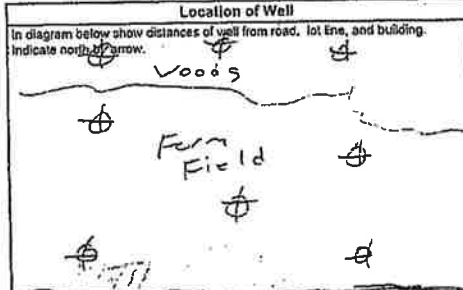 Location of Well
In diagram below show distances of well from road, lot line, and building.
Indicate north by arrow.
Woods
Farm
Field